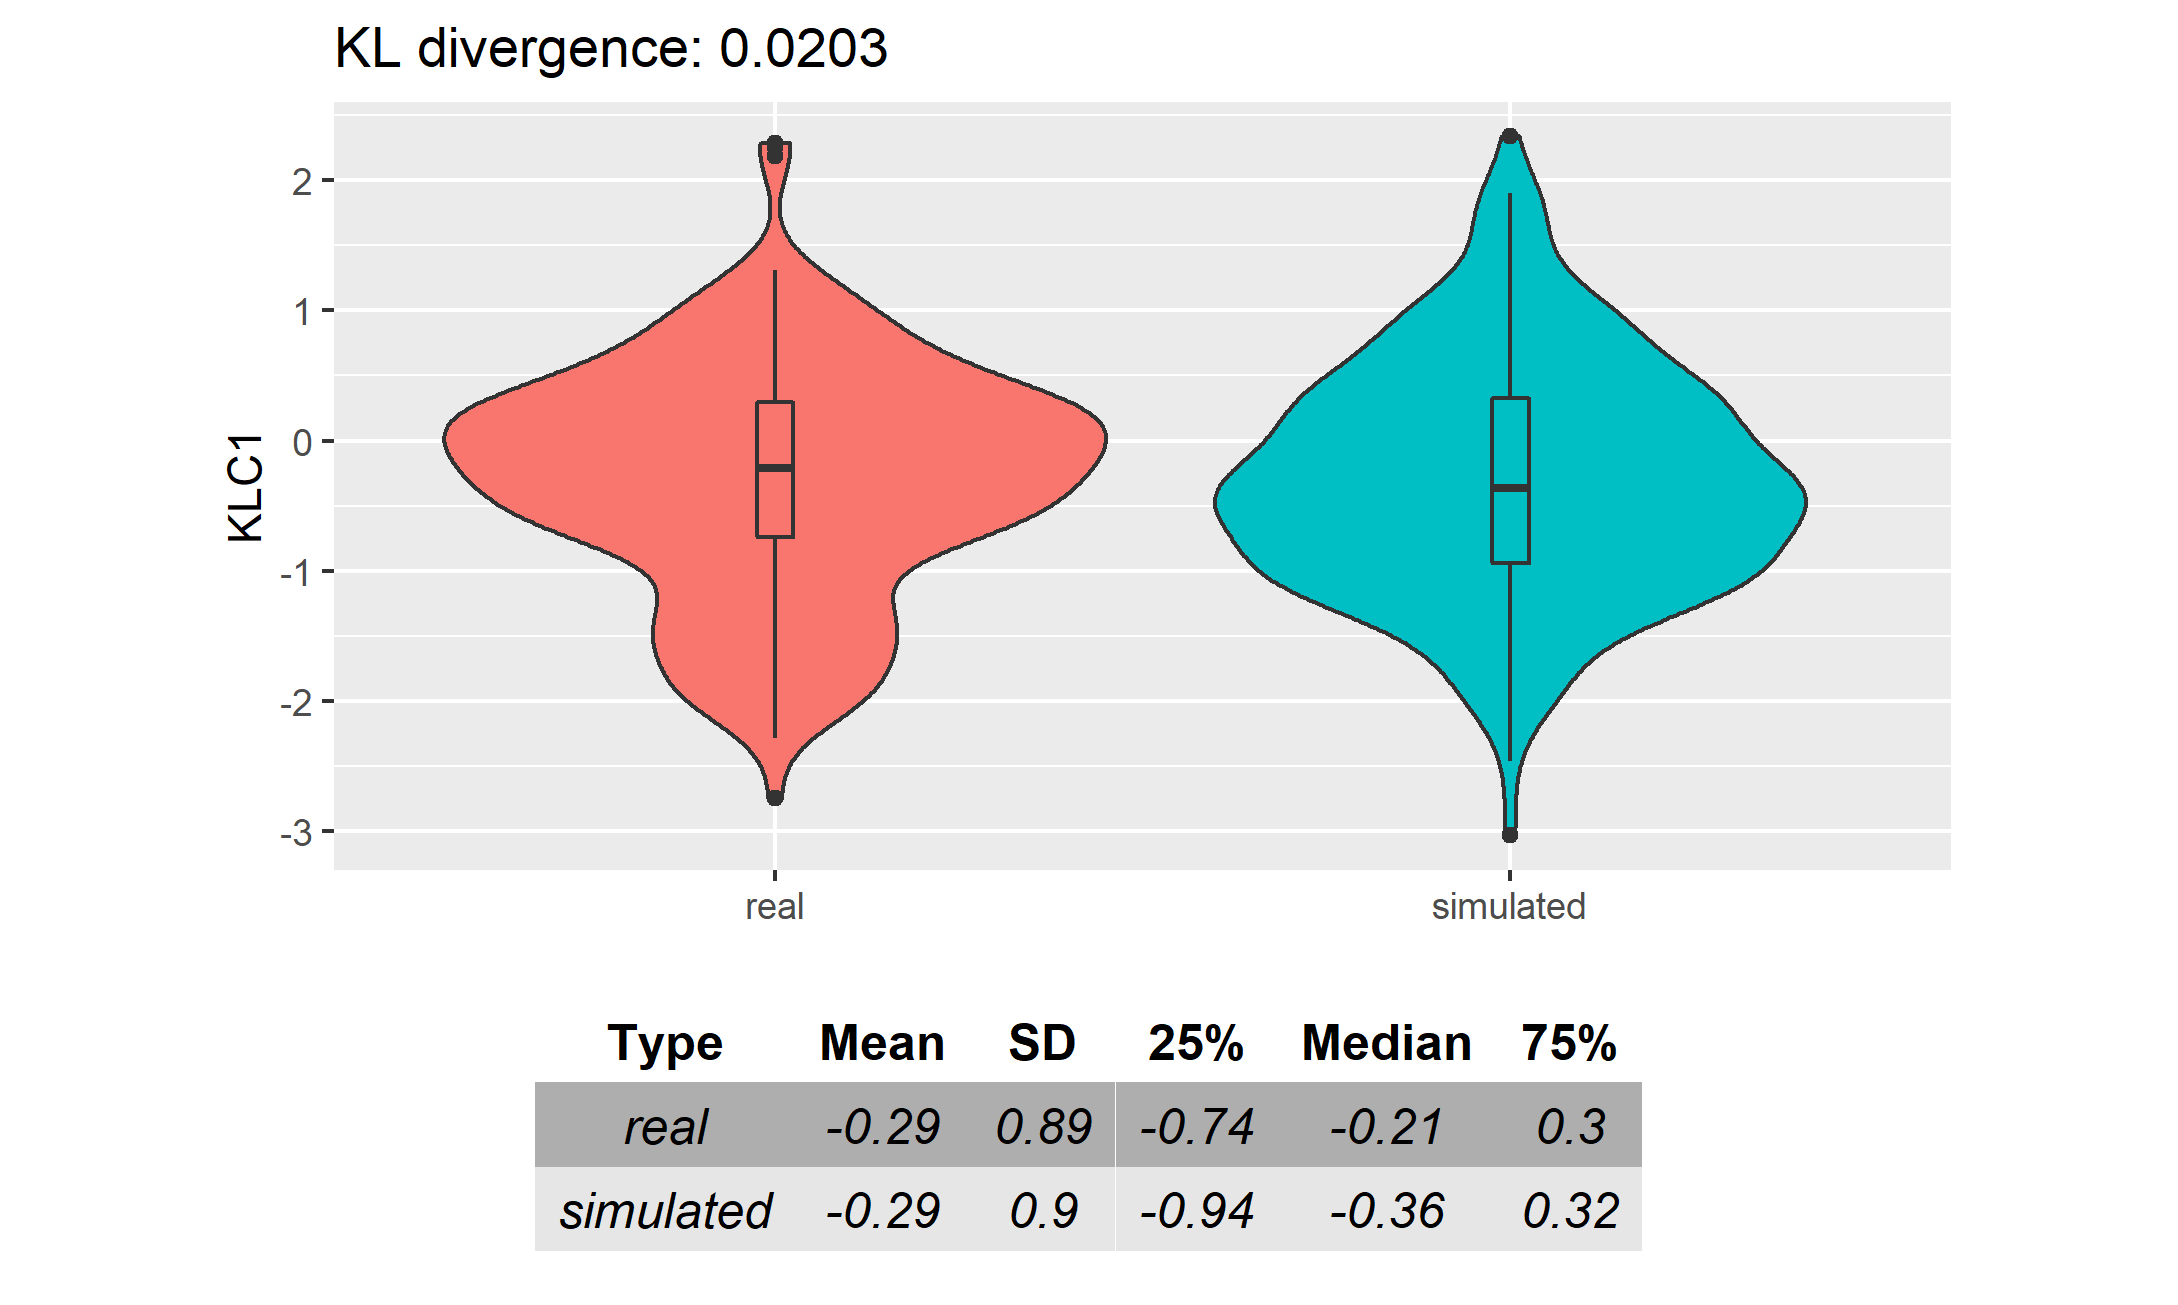 KL divergence: 0.0203
KLC1
2
1
0
-1
-2
-3
real simulated
Type Mean SD 25% Median 75%
real -0.29 0.89 -0.74 -0.21 0.3
simulated -0.29 0.9 -0.94 -0.36 0.32